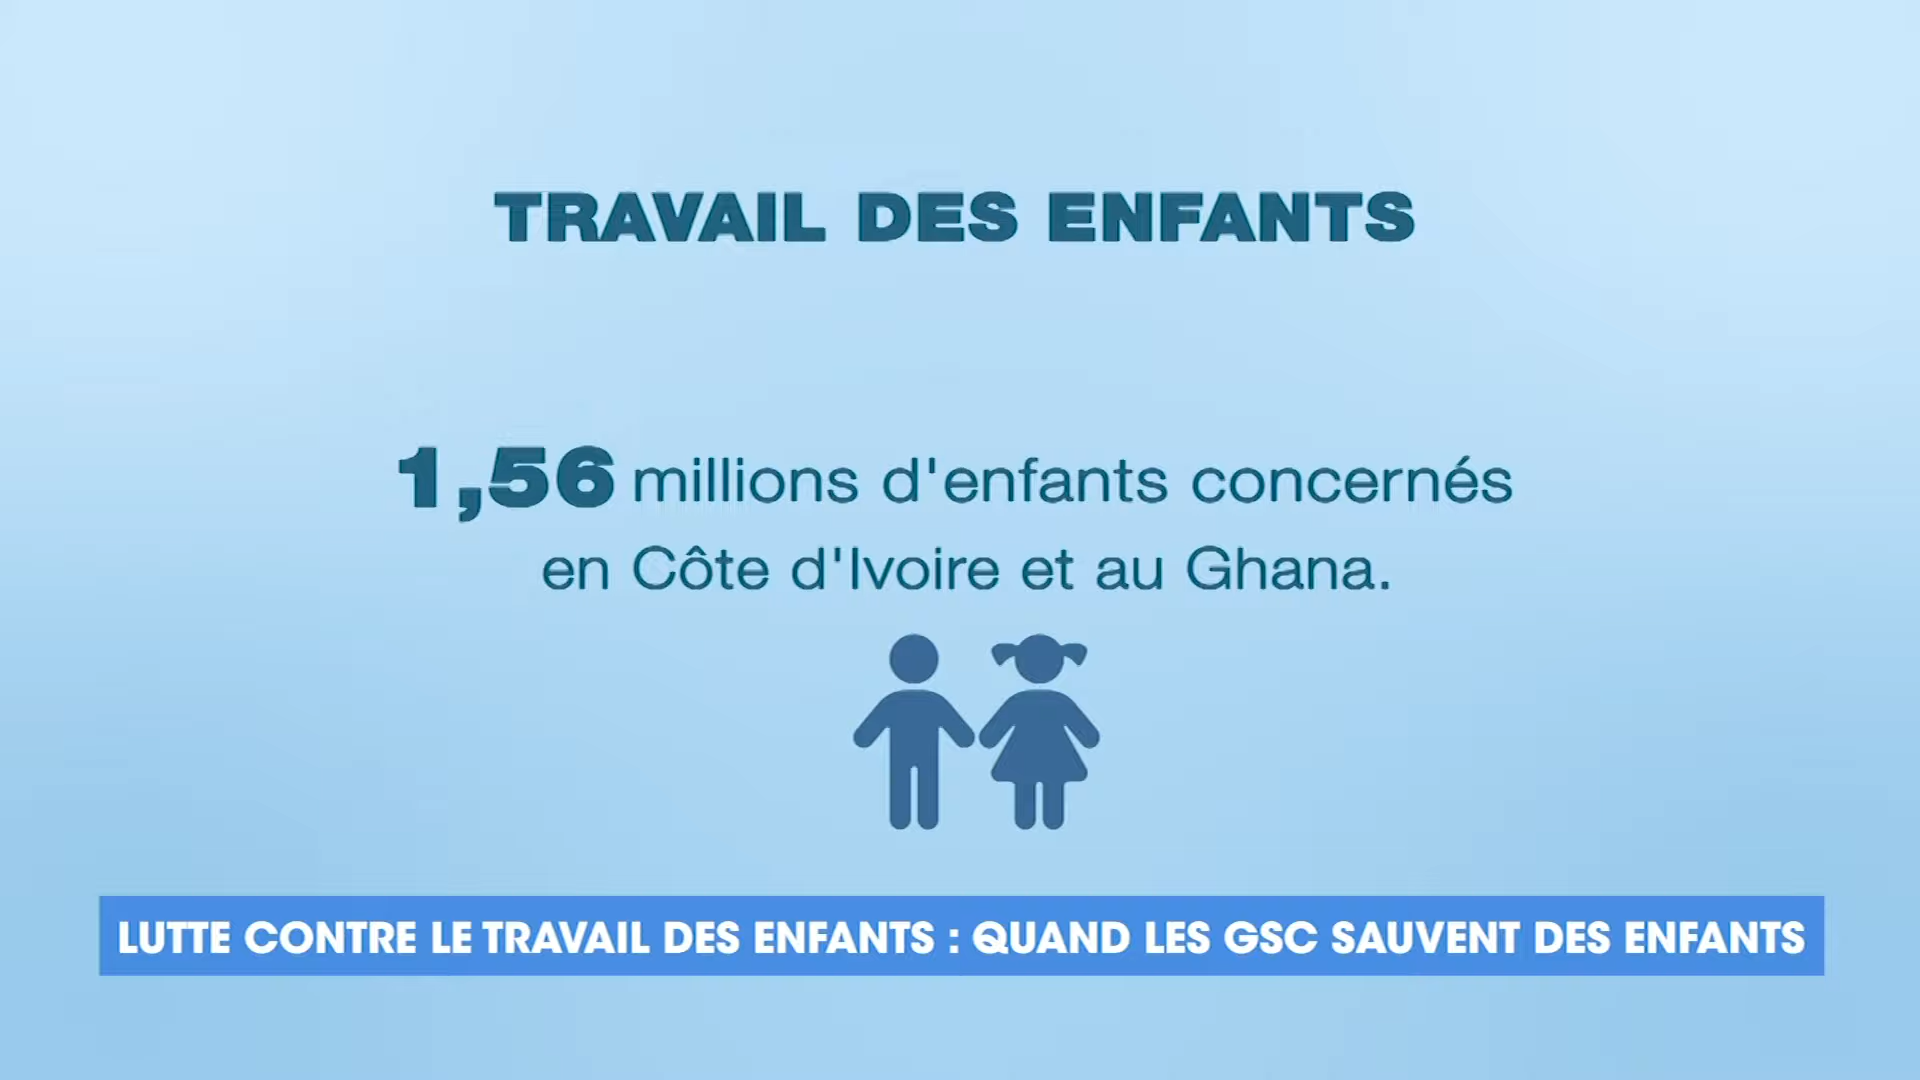 TRAVAIL DES ENFANTS
1,56 millions d'enfants concernés
en Côte d'Ivoire et au Ghana.
LUTTE CONTRE LE TRAVAIL DES ENFANTS : QUAND LES GSC SAUVENT DES ENFANTS